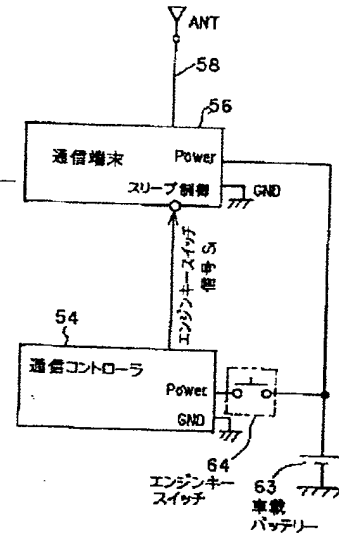 ANT
58
56
通信端末
Power
スリープ制御
GND
エンジンキースイッチ
信号 S1
54
通信コントローラ
Power
GND
64
エンジンキー
スイッチ
63
車載
バッテリー